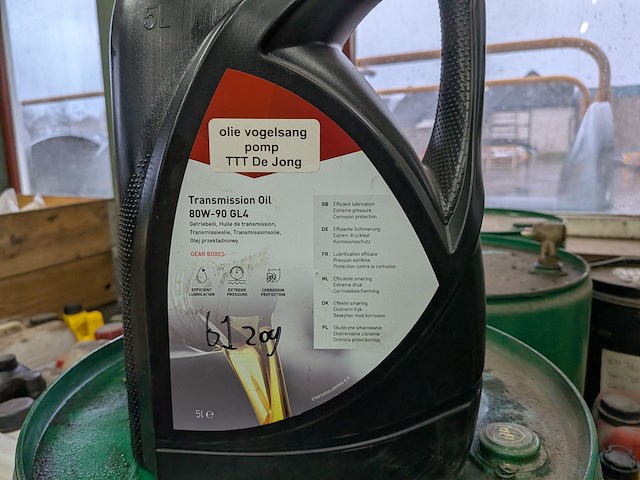 5L
olie vogelsang
pomp
TTT De Jong
Transmission Oil
80W-90 GL4
Getriebeöl, Huile de transmission,
Transmissieolie, Transmissionsolie,
Olej przekładniowy
GEAR BOXES:
EFFICIENT
LUBRICATION
EXTREME
PRESSURE
CORROSION
PROTECTION
GB Efficient lubrication
Extreme pressure
Corrosion protection
DE Effiziente Schmierung
Extrem druckfest
Korrosionsschutz
FR Lubrification efficace
Pression extrême
Protection contre la corrosion
NL Efficiënte smering
Extreme druk
Corrosiebescherming
DK Effektiv smøring
Ekstremt tryk
Beskytter mod korrosion
PL Skuteczne smarowanie
Ekstremalne ciśnienie
Ochrona przed korozją
5l e
BP